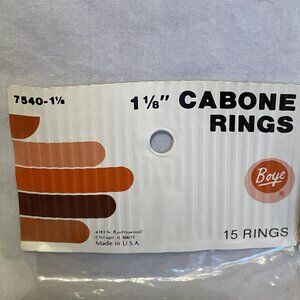 7540-1⅛
1⅛" CABONE
RINGS
Boye
®
4343 N. Ravenswood
Chicago, IL 60613
Made in U.S.A.
15 RINGS